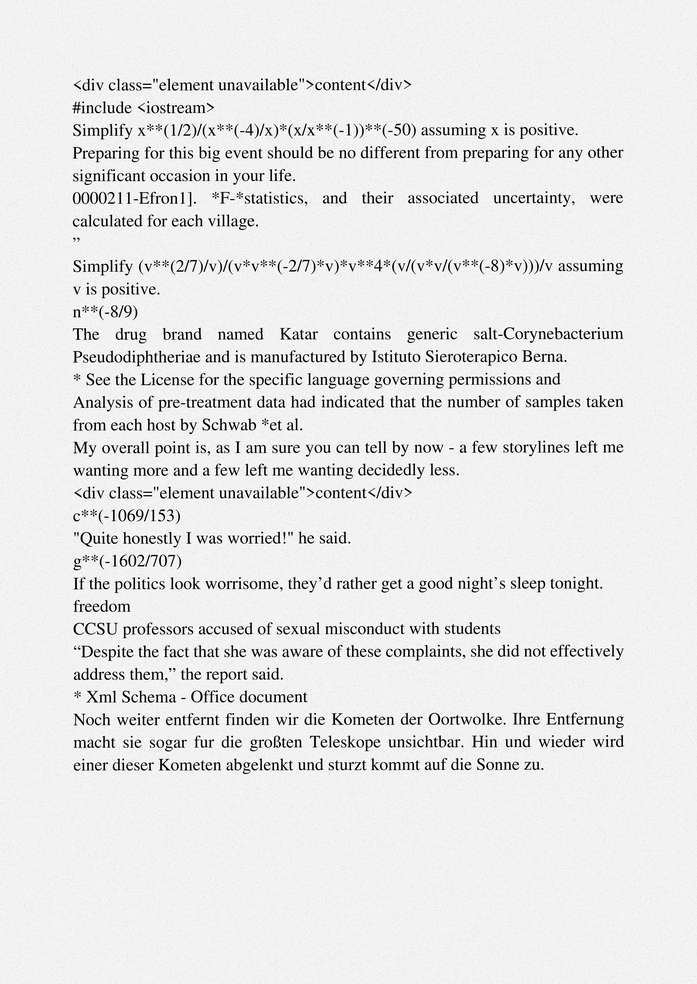 <div class="element unavailable">content</div>
#include <iostream>
Simplify x**(1/2)/(x**(-4)/x)*(x/x**(-1))**(-50) assuming x is positive.
Preparing for this big event should be no different from preparing for any other
significant occasion in your life.
0000211-Efron1]. *F-*statistics, and their associated uncertainty, were
calculated for each village.
”
Simplify (v**(2/7)/v)/(v*v**(-2/7)*v)*v**4*(v/(v*v/(v**(-8)*v)))/v assuming
v is positive.
n**(-8/9)
The drug brand named Katar contains generic salt-Corynebacterium
Pseudodiphtheriae and is manufactured by Istituto Sieroterapico Berna.
* See the License for the specific language governing permissions and
Analysis of pre-treatment data had indicated that the number of samples taken
from each host by Schwab *et al.
My overall point is, as I am sure you can tell by now - a few storylines left me
wanting more and a few left me wanting decidedly less.
<div class="element unavailable">content</div>
c**(-1069/153)
"Quite honestly I was worried!" he said.
g**(-1602/707)
If the politics look worrisome, they’d rather get a good night’s sleep tonight.
freedom
CCSU professors accused of sexual misconduct with students
“Despite the fact that she was aware of these complaints, she did not effectively
address them,” the report said.
* Xml Schema - Office document
Noch weiter entfernt finden wir die Kometen der Oortwolke. Ihre Entfernung
macht sie sogar fur die großten Teleskope unsichtbar. Hin und wieder wird
einer dieser Kometen abgelenkt und sturzt kommt auf die Sonne zu.